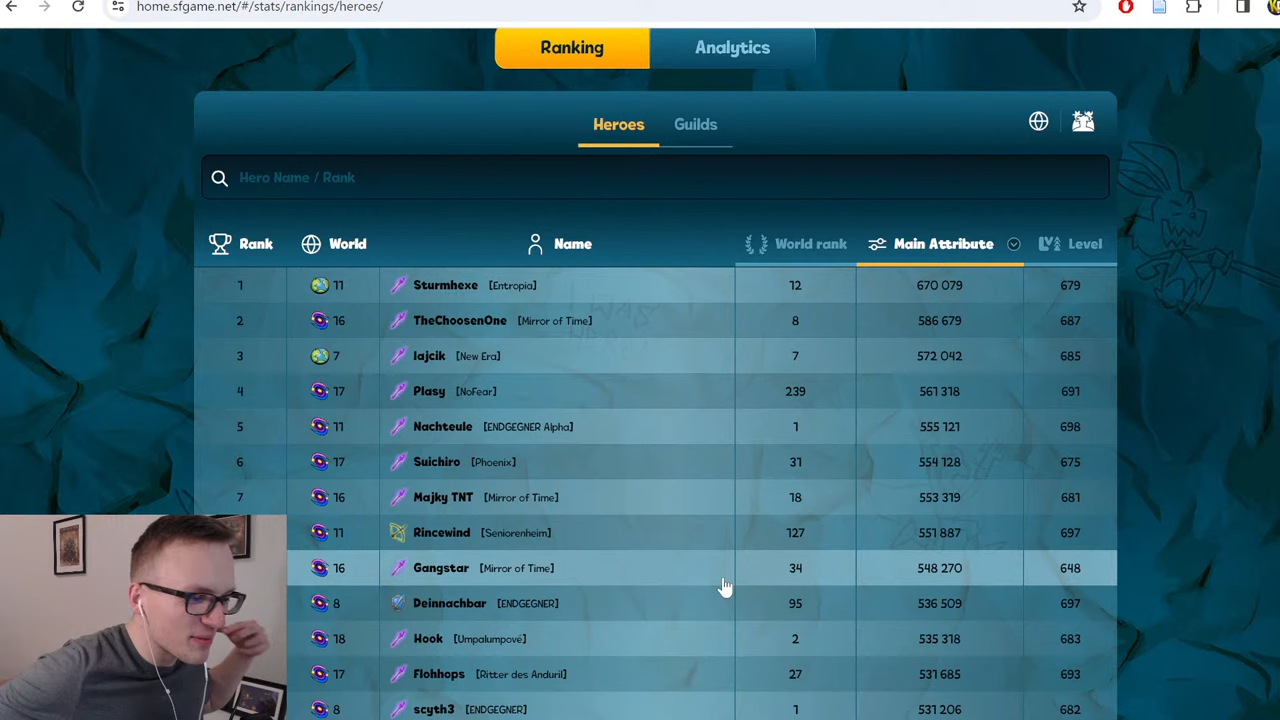 home.sfgame.net/#/stats/rankings/heroes/
Ranking Analytics
Heroes Guilds
Hero Name / Rank
Rank World Name World rank Main Attribute LV Level
1 11 Sturmhexe [Entropia] 12 670 079 679
2 16 TheChoosenOne [Mirror of Time] 8 586 679 687
3 7 lajcik [New Era] 7 572 042 685
4 17 Plasy [NoFear] 239 561 318 691
5 11 Nachteule [ENDGEGNER Alpha] 1 555 121 698
6 17 Suichiro [Phoenix] 31 554 128 675
7 16 Majky TNT [Mirror of Time] 18 553 319 681
11 Rincewind [Seniorenheim] 127 551 887 697
16 Gangstar [Mirror of Time] 34 548 270 648
8 Deinnachbar [ENDGEGNER] 95 536 509 697
18 Hook [Umpalumpové] 2 535 318 683
17 Flohhops [Ritter des Anduril] 27 531 685 693
8 scyth3 [ENDGEGNER] 1 531 206 682